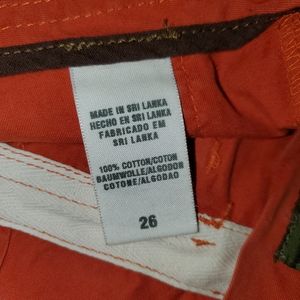 MADE IN SRI LANKA
HECHO EN SRI LANKA
FABRICADO EM
SRI LANKA
100% COTTON/COTON
BAUMWOLLE/ALGODON
COTONE/ALGODAO
26